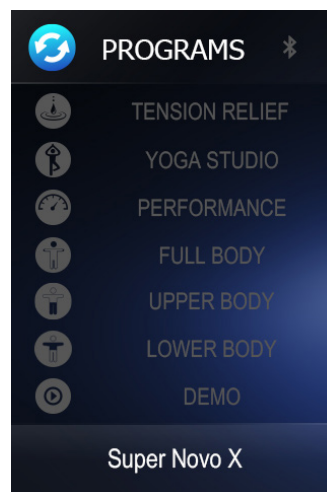 PROGRAMS
TENSION RELIEF
YOGA STUDIO
PERFORMANCE
FULL BODY
UPPER BODY
LOWER BODY
DEMO
Super Novo X